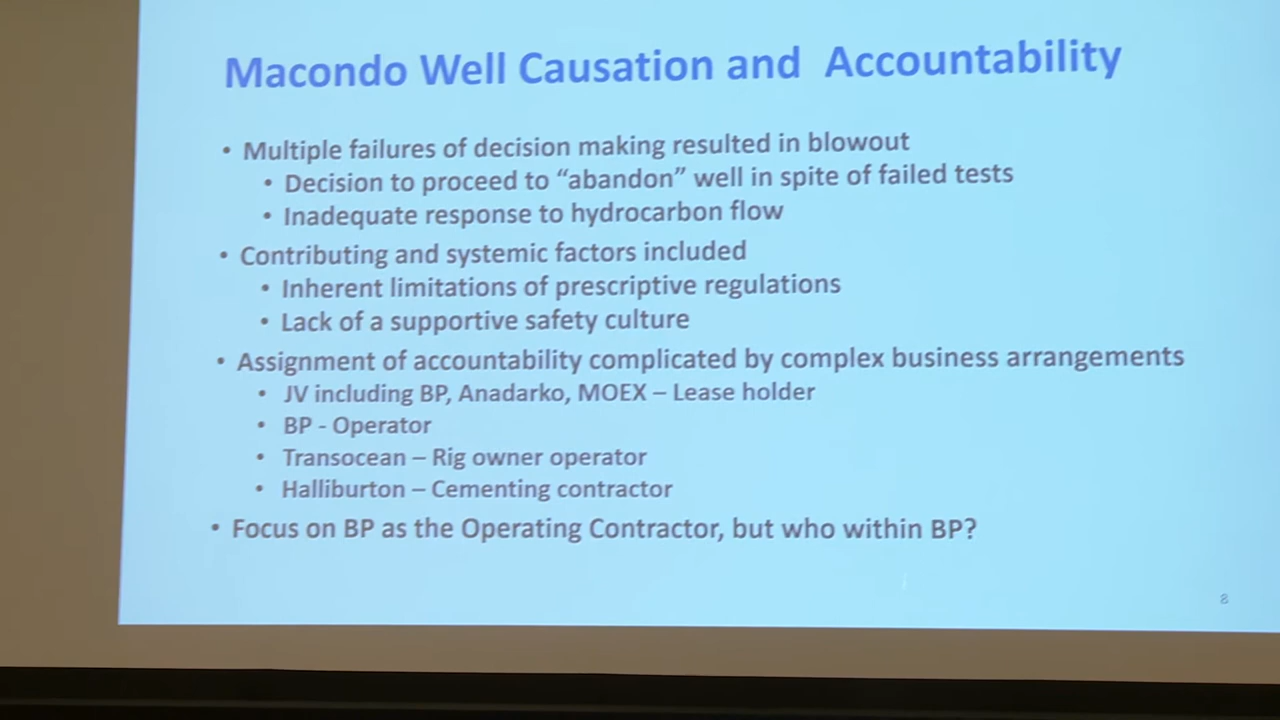 Macondo Well Causation and Accountability
• Multiple failures of decision making resulted in blowout
• Decision to proceed to “abandon” well in spite of failed tests
• Inadequate response to hydrocarbon flow
• Contributing and systemic factors included
• Inherent limitations of prescriptive regulations
• Lack of a supportive safety culture
• Assignment of accountability complicated by complex business arrangements
• JV including BP, Anadarko, MOEX – Lease holder
• BP - Operator
• Transocean – Rig owner operator
• Halliburton – Cementing contractor
• Focus on BP as the Operating Contractor, but who within BP?
8